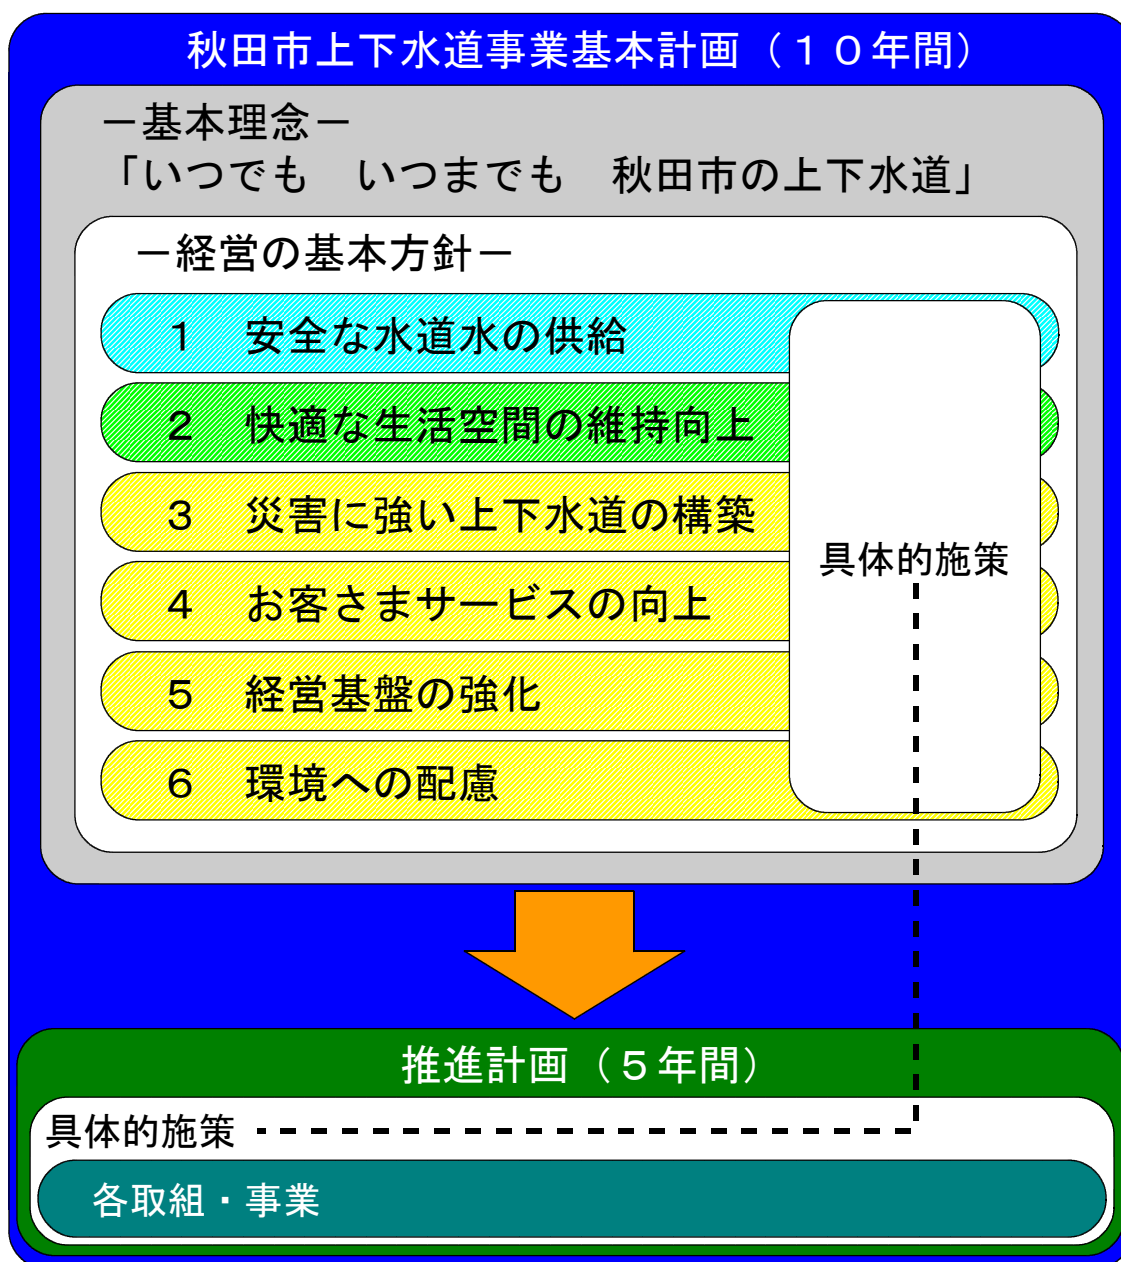 秋田市上下水道事業基本計画（１０年間）
－基本理念－
「いつでも　いつまでも　秋田市の上下水道」
－経営の基本方針－
１　安全な水道水の供給
２　快適な生活空間の維持向上
３　災害に強い上下水道の構築
具体的施策
４　お客さまサービスの向上
５　経営基盤の強化
６　環境への配慮
推進計画（５年間）
具体的施策
各取組・事業